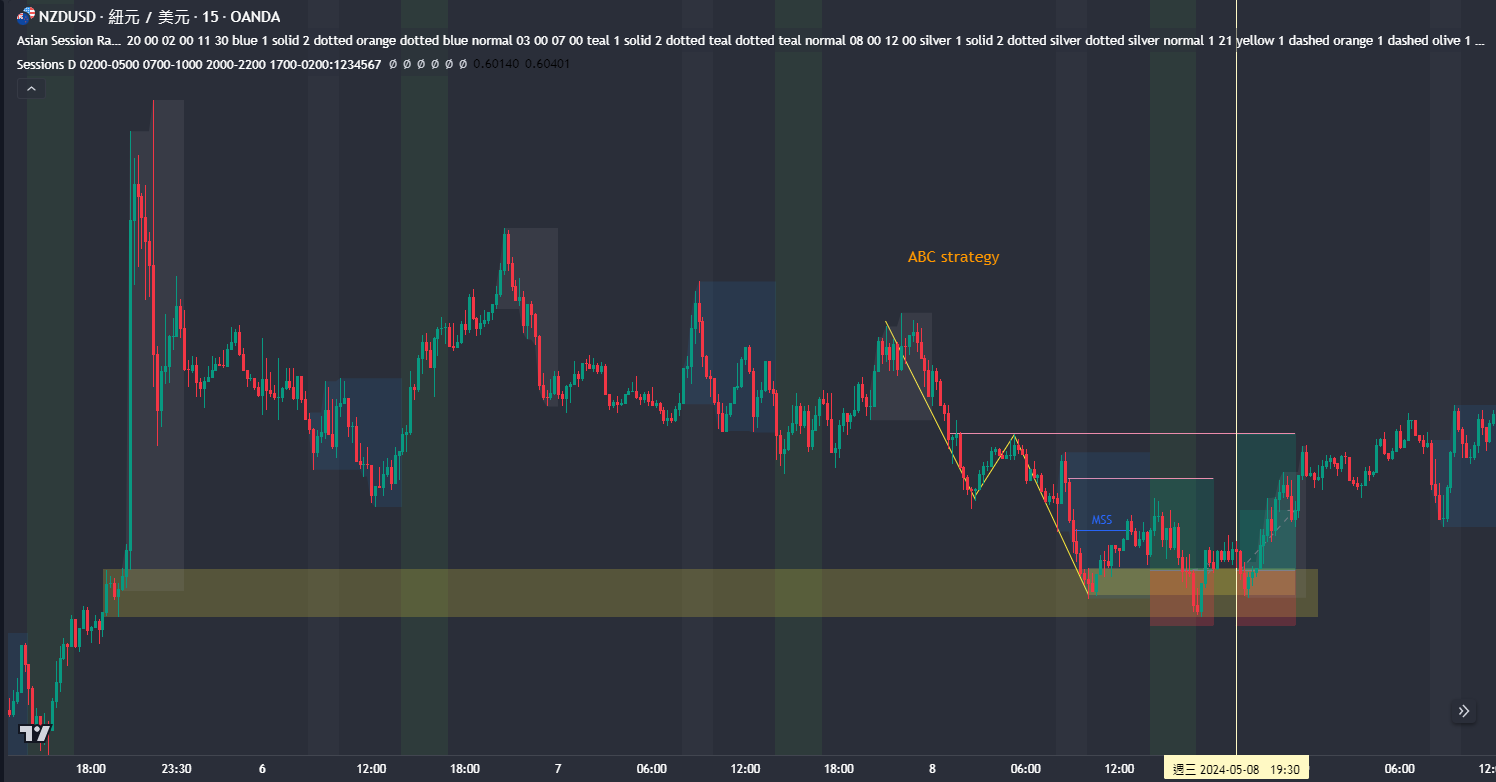 NZDUSD · 紐元 / 美元 · 15 · OANDA
Asian Session Ra... 20 00 02 00 11 30 blue 1 solid 2 dotted orange dotted blue normal 03 00 07 00 teal 1 solid 2 dotted teal dotted teal normal 08 00 12 00 silver 1 solid 2 dotted silver dotted silver normal 1 21 yellow 1 dashed orange 1 dashed olive 1 ...
Sessions D 0200-0500 0700-1000 2000-2200 1700-0200:1234567 Ø Ø Ø Ø Ø Ø 0.60140 0.60401
ABC strategy
MSS
18:00 23:30 6 12:00 18:00 7 06:00 12:00 18:00 8 06:00 12:00 週三 2024-05-08 19:30 06:00